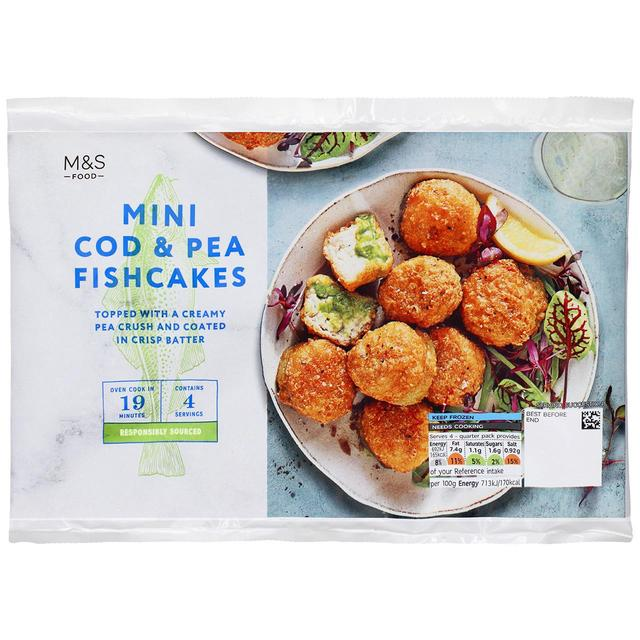 M&S
—FOOD—
MINI
COD & PEA
FISHCAKES
TOPPED WITH A CREAMY
PEA CRUSH AND COATED
IN CRISP BATTER
OVEN COOK IN
19
MINUTES
CONTAINS
4
SERVINGS
RESPONSIBLY SOURCED
KEEP FROZEN
NEEDS COOKING
Serves 4 - quarter pack provides
Energy Fat Saturates Sugars Salt
7.4g 1.1g 1.6g 0.92g
8% 11% 5% 2% 15%
of your Reference intake
per 100g Energy 713kJ/170kcal
BEST BEFORE
END